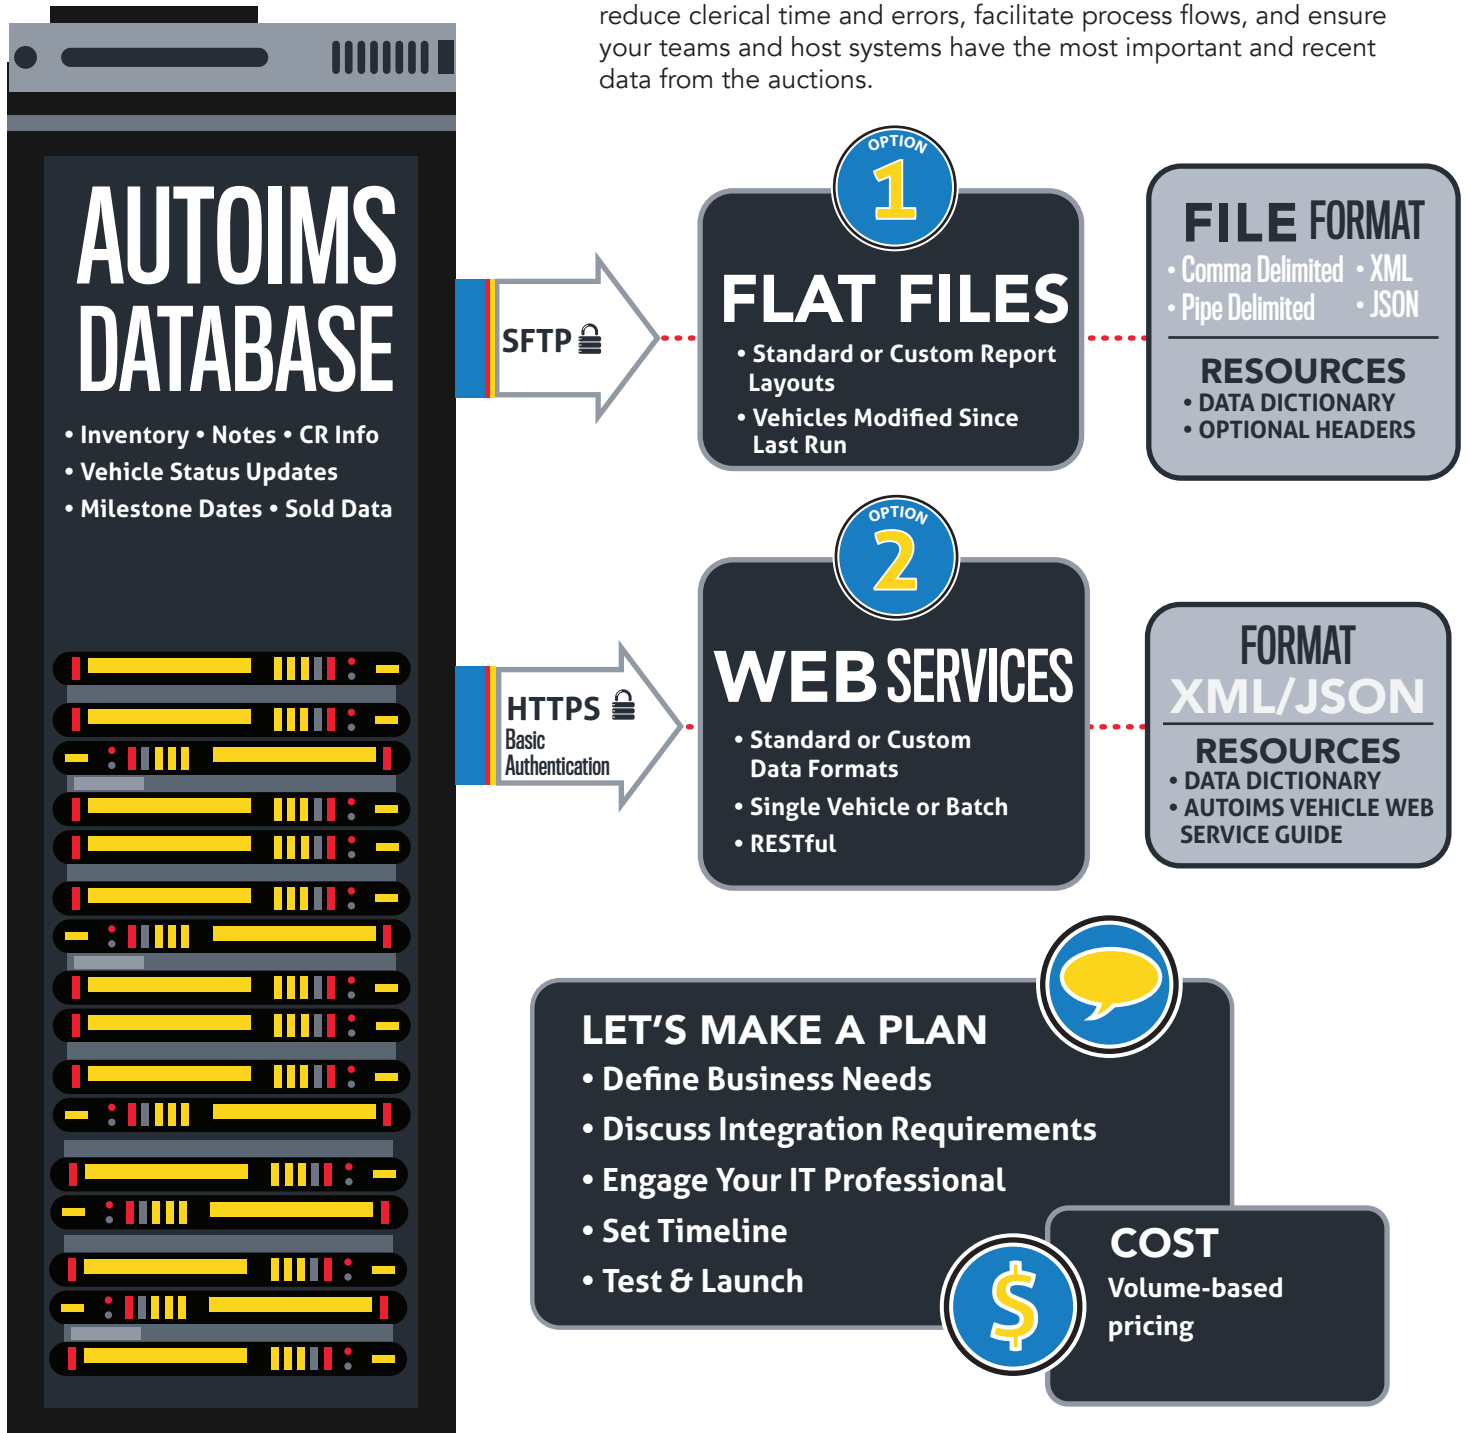 reduce clerical time and errors, facilitate process flows, and ensure
your teams and host systems have the most important and recent
data from the auctions.
AUTOIMS
DATABASE
• Inventory • Notes • CR Info
• Vehicle Status Updates
• Milestone Dates • Sold Data
SFTP
OPTION
1
FLAT FILES
• Standard or Custom Report
Layouts
• Vehicles Modified Since
Last Run
FILE FORMAT
• Comma Delimited • XML
• Pipe Delimited • JSON
RESOURCES
• DATA DICTIONARY
• OPTIONAL HEADERS
HTTPS
Basic
Authentication
OPTION
2
WEB SERVICES
• Standard or Custom
Data Formats
• Single Vehicle or Batch
• RESTful
FORMAT
XML/JSON
RESOURCES
• DATA DICTIONARY
• AUTOIMS VEHICLE WEB
SERVICE GUIDE
LET'S MAKE A PLAN
• Define Business Needs
• Discuss Integration Requirements
• Engage Your IT Professional
• Set Timeline
• Test & Launch
$
COST
Volume-based
pricing